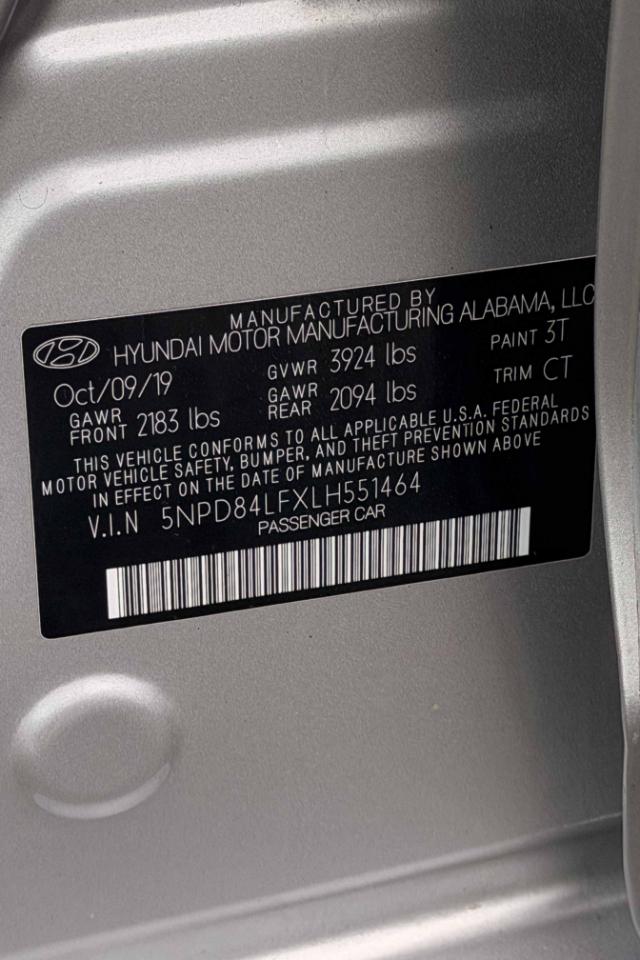 MANUFACTURED BY
HYUNDAI MOTOR MANUFACTURING ALABAMA, LLC
Oct/09/19 GVWR 3924 lbs PAINT 3T
GAWR FRONT 2183 lbs GAWR REAR 2094 lbs TRIM CT
THIS VEHICLE CONFORMS TO ALL APPLICABLE U.S.A. FEDERAL
MOTOR VEHICLE SAFETY, BUMPER, AND THEFT PREVENTION STANDARDS
IN EFFECT ON THE DATE OF MANUFACTURE SHOWN ABOVE
V.I.N 5NPD84LFXLH551464
PASSENGER CAR